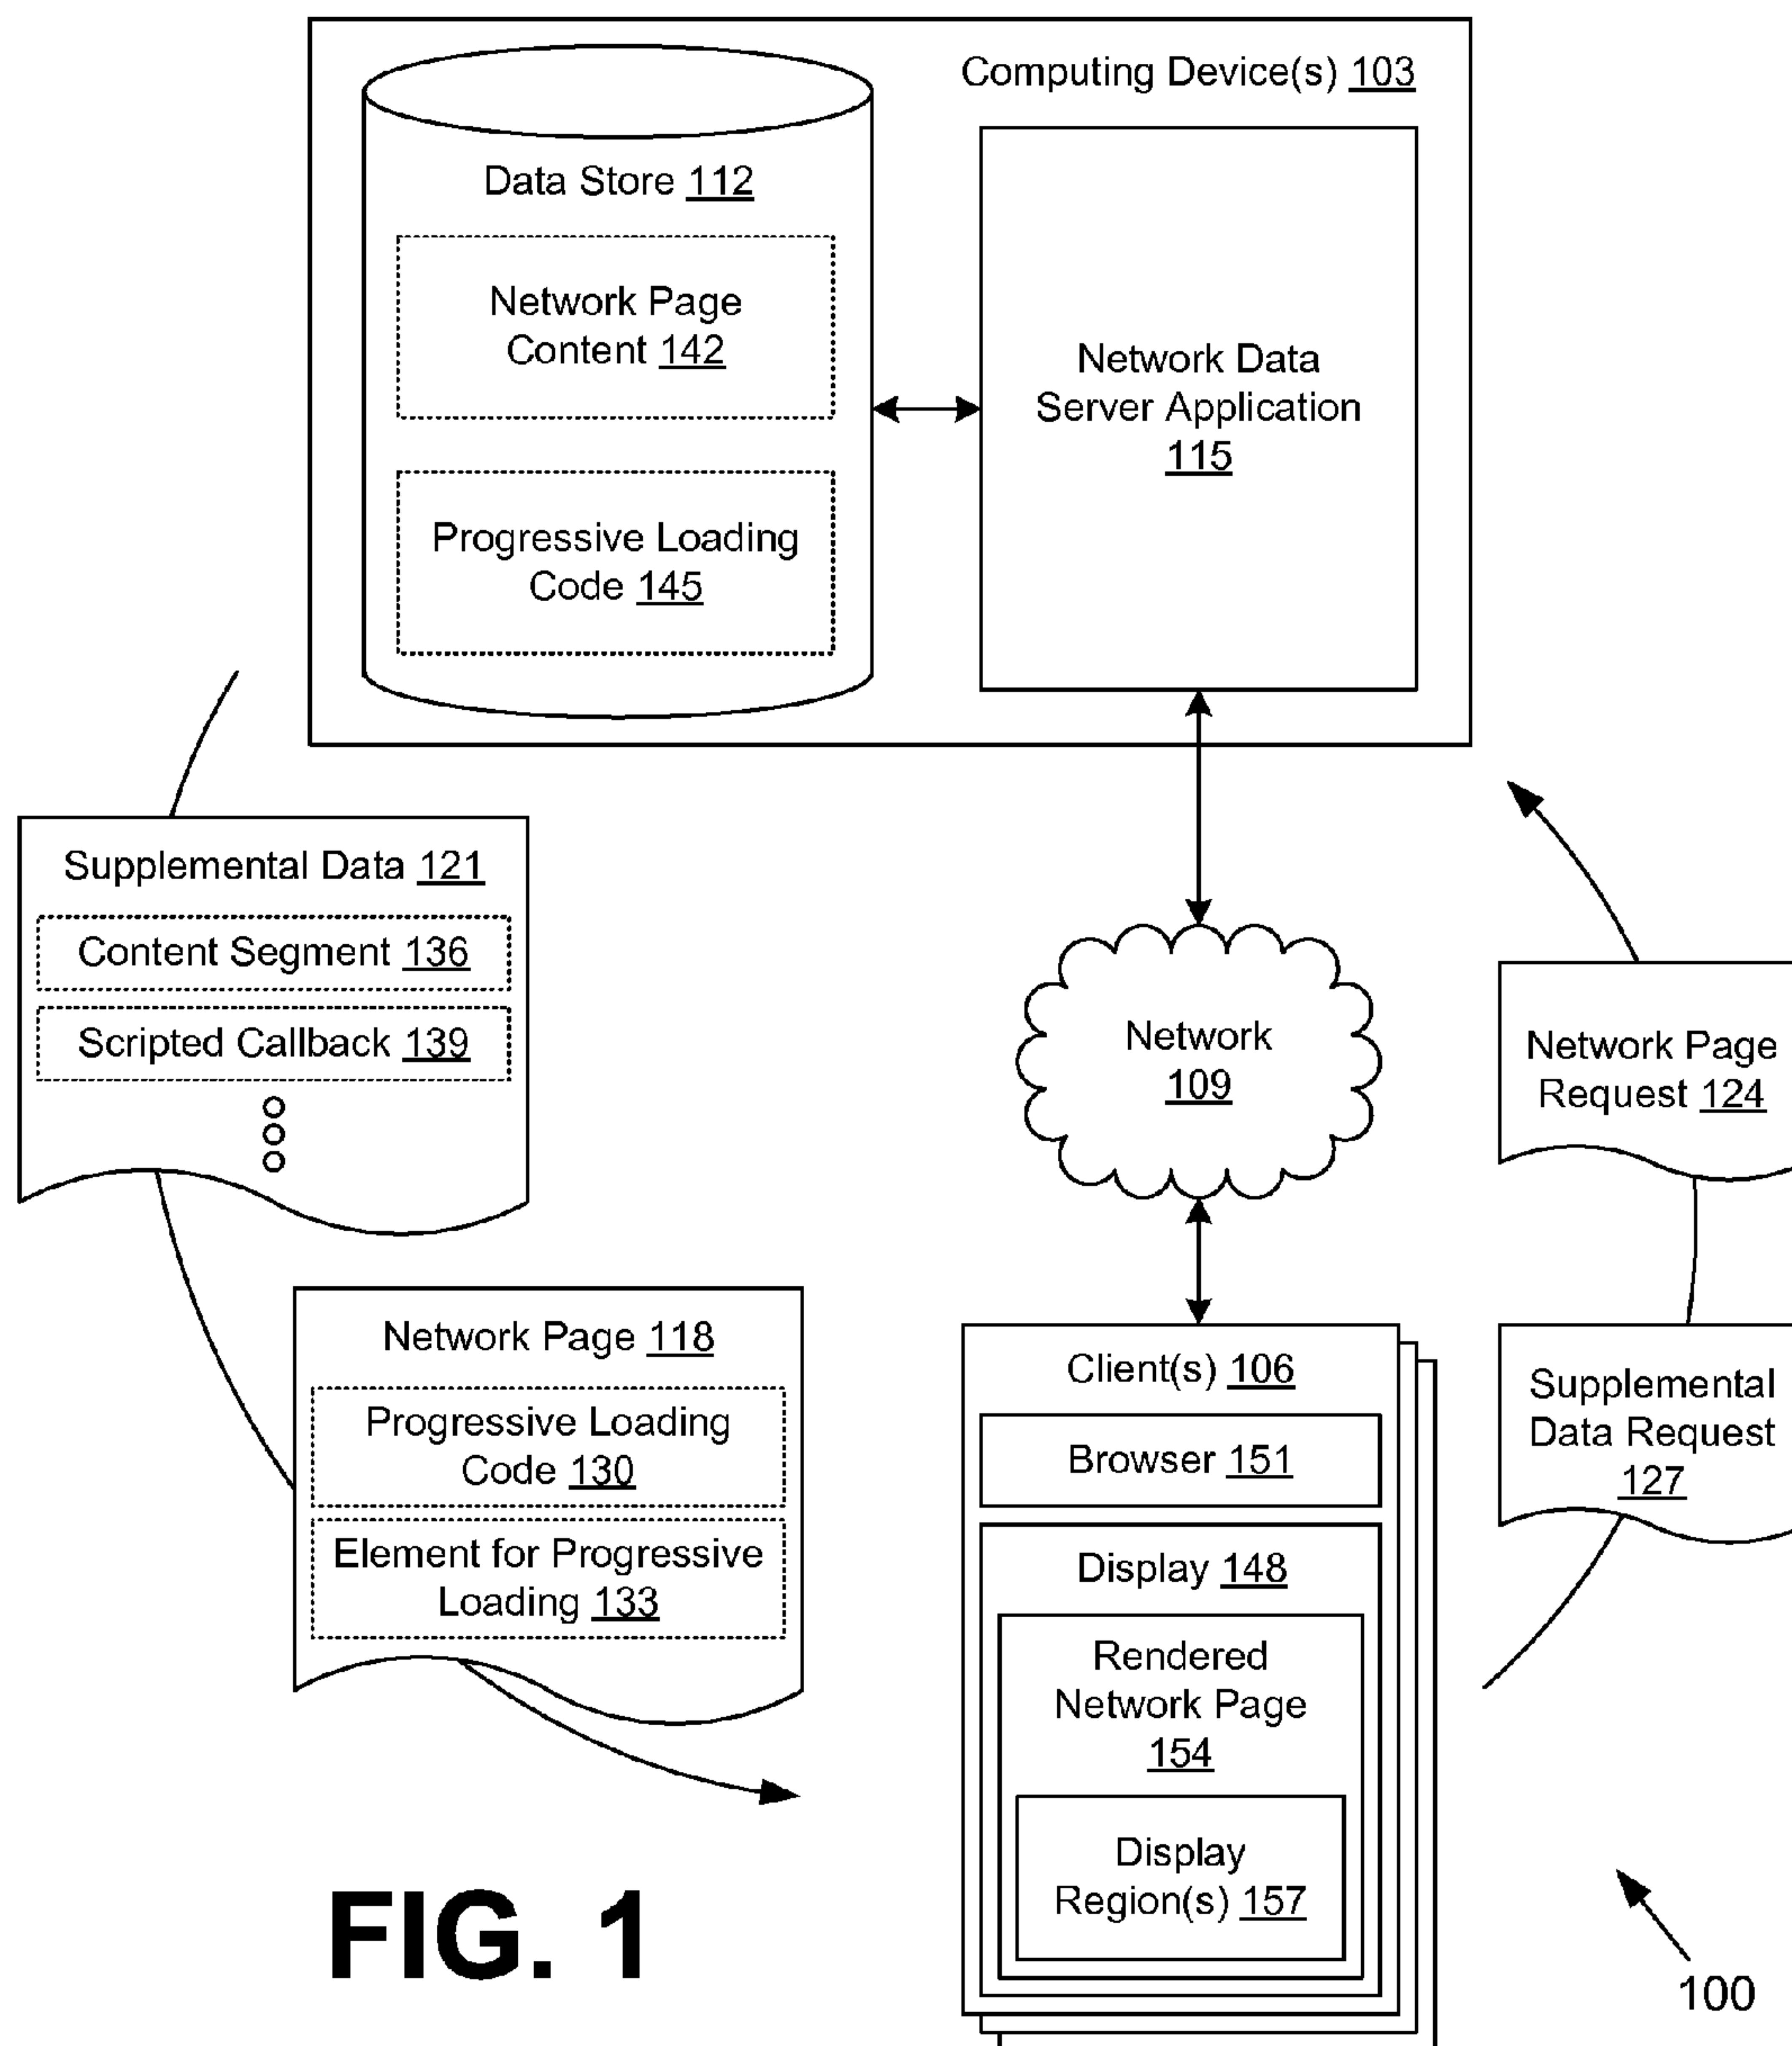 Computing Device(s) 103
Data Store 112
Network Page
Content 142
Progressive Loading
Code 145
Network Data
Server Application
115
Supplemental Data 121
Content Segment 136
Scripted Callback 139
Network
109
Network Page
Request 124
Network Page 118
Progressive Loading
Code 130
Element for Progressive
Loading 133
Client(s) 106
Browser 151
Display 148
Rendered
Network Page
154
Display
Region(s) 157
Supplemental
Data Request
127
FIG. 1
100